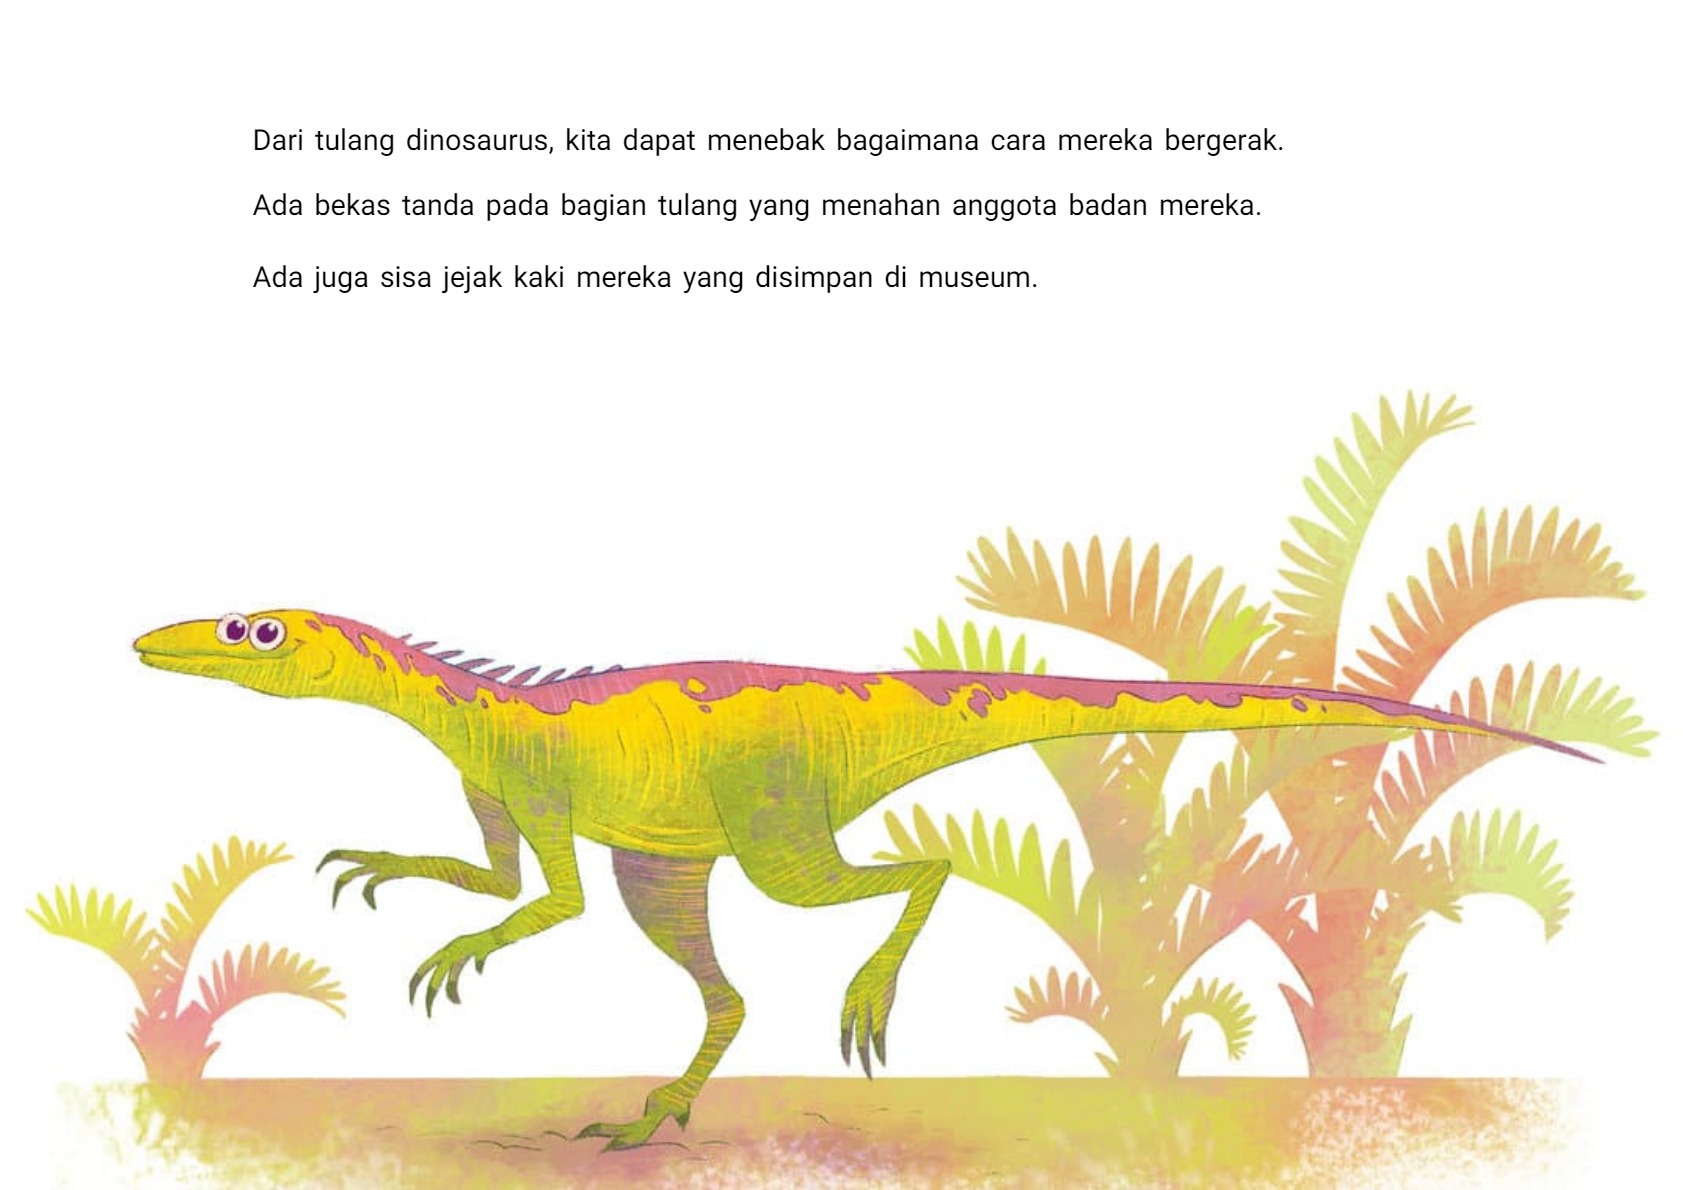 Dari tulang dinosaurus, kita dapat menebak bagaimana cara mereka bergerak.
Ada bekas tanda pada bagian tulang yang menahan anggota badan mereka.
Ada juga sisa jejak kaki mereka yang disimpan di museum.